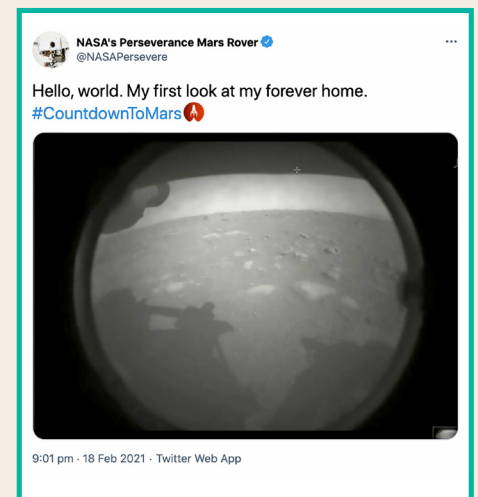 NASA's Perseverance Mars Rover
@NASAPersevere
Hello, world. My first look at my forever home.
#CountdownToMars
9:01 pm · 18 Feb 2021 · Twitter Web App